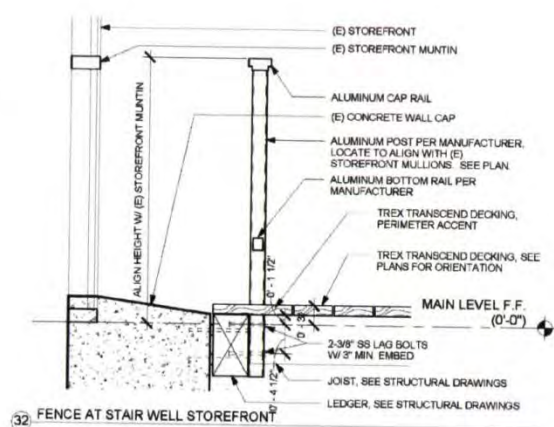 (E) STOREFRONT
(E) STOREFRONT MUNTIN
ALIGN HEIGHT W/ (E) STOREFRONT MUNTIN
ALUMINUM CAP RAIL
(E) CONCRETE WALL CAP
ALUMINUM POST PER MANUFACTURER,
LOCATE TO ALIGN WITH (E)
STOREFRONT MULLIONS. SEE PLAN.
ALUMINUM BOTTOM RAIL PER
MANUFACTURER
TREX TRANSCEND DECKING,
PERIMETER ACCENT
0' - 1 1/2"
TREX TRANSCEND DECKING, SEE
PLANS FOR ORIENTATION
MAIN LEVEL F.F.
(0'-0")
0' - 3"
2-3/8" SS LAG BOLTS
W/ 3" MIN. EMBED
0' - 4 1/2"
JOIST, SEE STRUCTURAL DRAWINGS
LEDGER, SEE STRUCTURAL DRAWINGS
32 FENCE AT STAIR WELL STOREFRONT